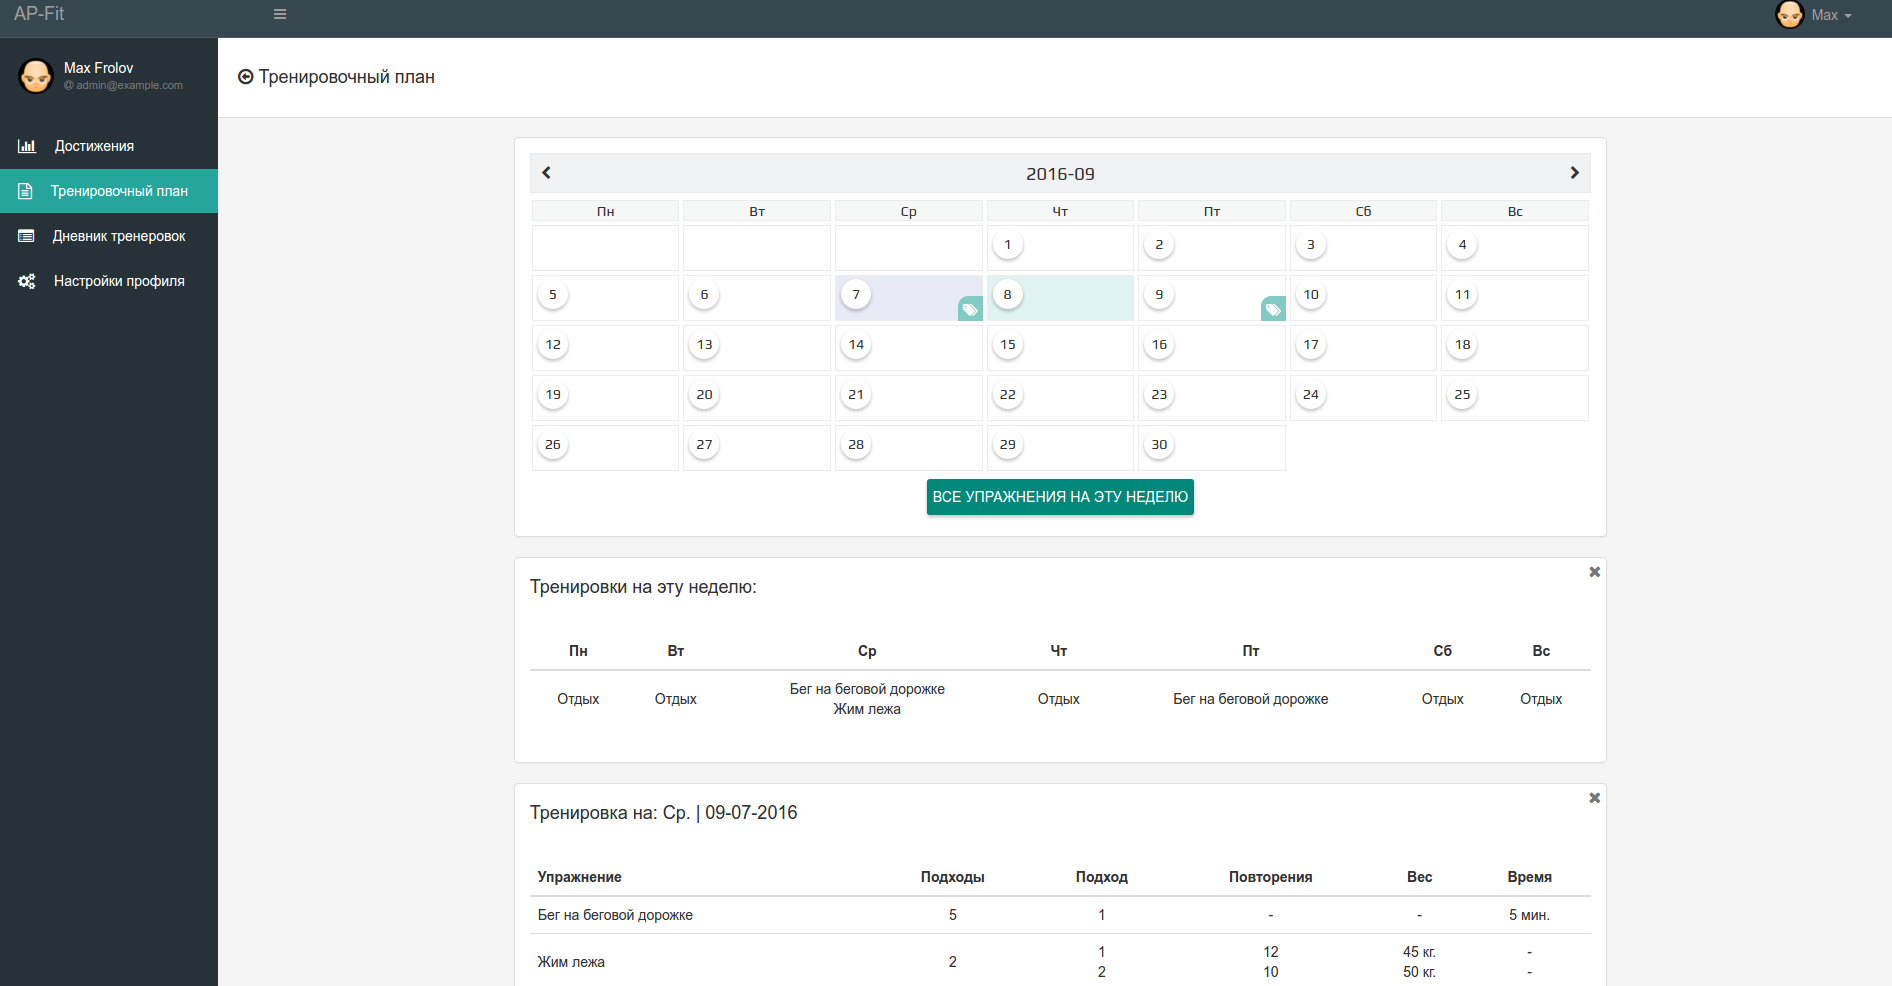 AP-Fit
Max
Max Frolov
@ admin@example.com
Достижения
Тренировочный план
Дневник тренеровок
Настройки профиля
Тренировочный план
2016-09
Пн Вт Ср Чт Пт Сб Вс
1 2 3 4
5 6 7 8 9 10 11
12 13 14 15 16 17 18
19 20 21 22 23 24 25
26 27 28 29 30
ВСЕ УПРАЖНЕНИЯ НА ЭТУ НЕДЕЛЮ
Тренировки на эту неделю:
Пн Вт Ср Чт Пт Сб Вс
Отдых Отдых Бег на беговой дорожке Отдых Бег на беговой дорожке Отдых Отдых
Жим лежа
Тренировка на: Ср. | 09-07-2016
Упражнение Подходы Подход Повторения Вес Время
Бег на беговой дорожке 5 1 - - 5 мин.
Жим лежа 2 1 12 45 кг. -
2 10 50 кг. -